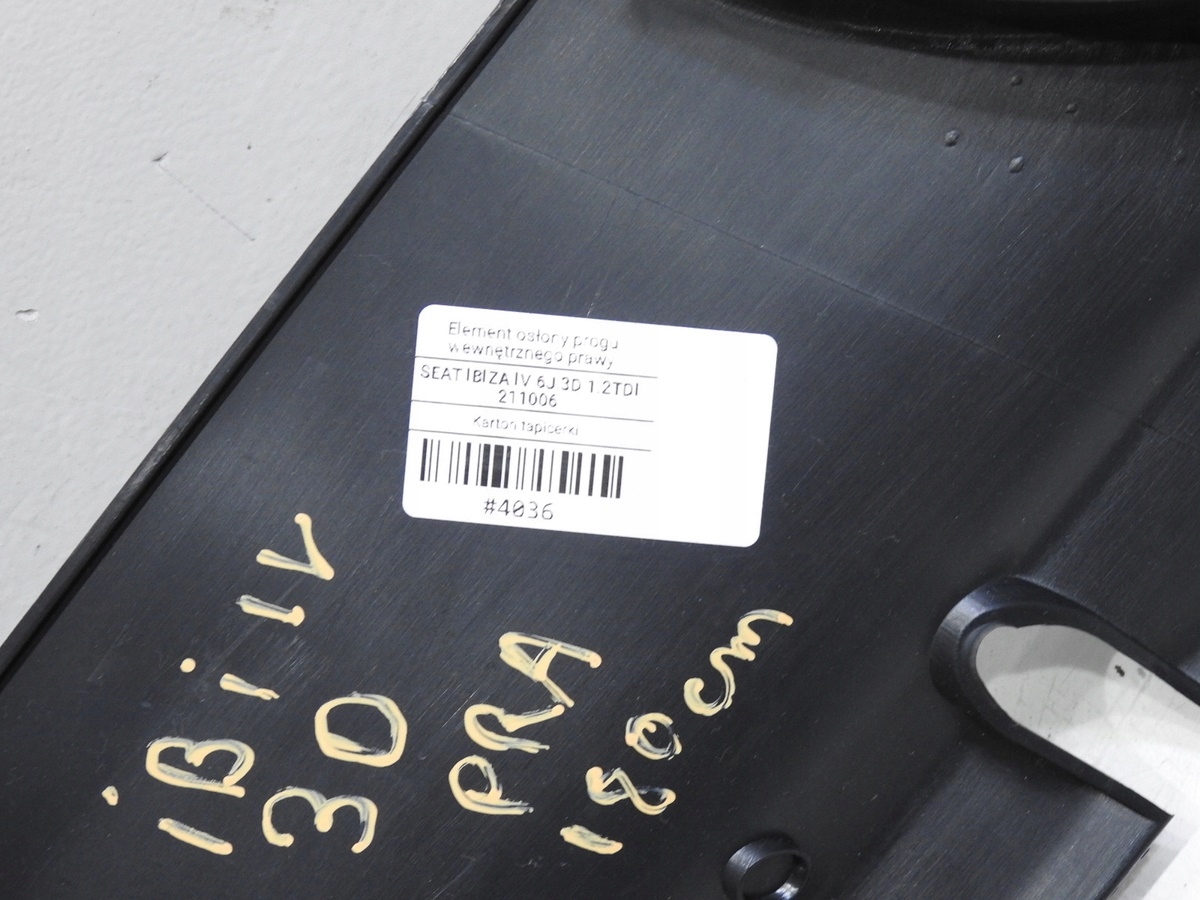 Element osłony progu
wewnętrznego prawy
SEAT IBIZA IV 6J 3D 1.2TDI
211006
Karton tapicerki
#4036
iBi IV
3D
PRA
180cm